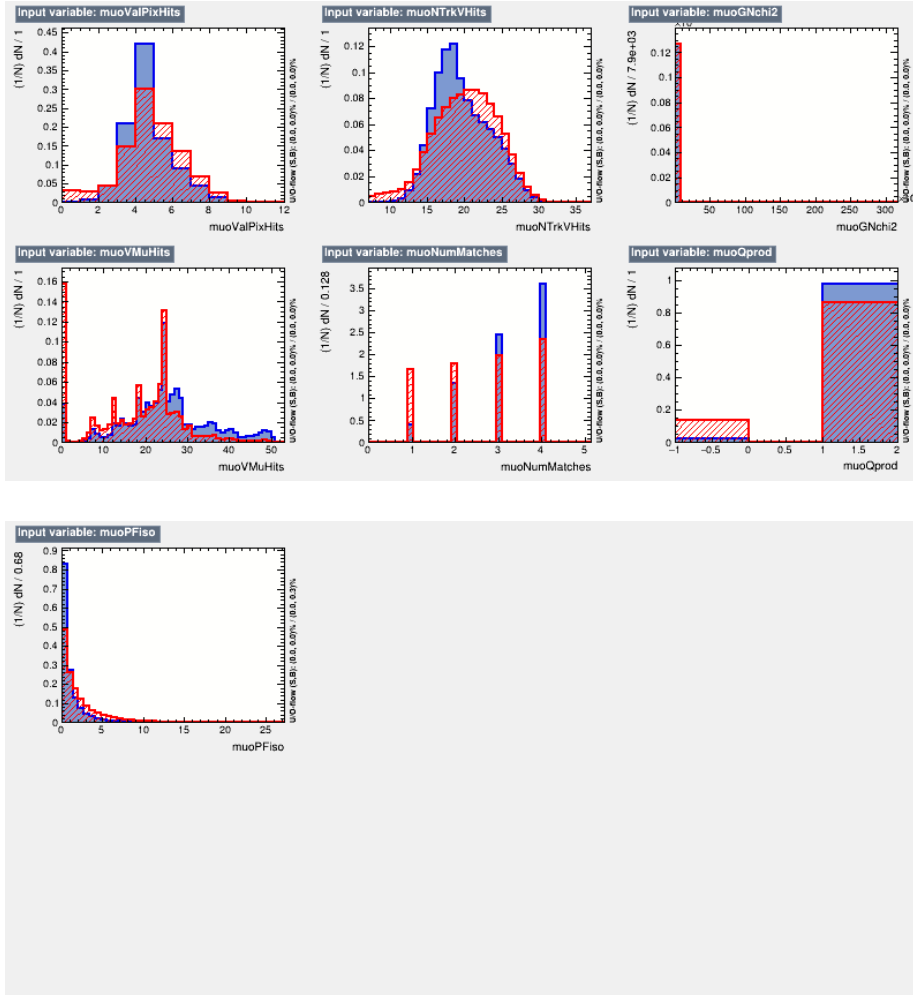 Input variable: muoValPixHits
(1/N) dN / 1
0.45
0.4
0.35
0.3
0.25
0.2
0.15
0.1
0.05
0
0 2 4 6 8 10 12
muoValPixHits
U/O-flow (S,B): (0.0, 0.0)% / (0.0, 0.0)%
Input variable: muoNTrkVHits
(1/N) dN / 1
0.12
0.1
0.08
0.06
0.04
0.02
0
10 15 20 25 30 35
muoNTrkVHits
U/O-flow (S,B): (0.0, 0.0)% / (0.0, 0.0)%
Input variable: muoGNchi2
(1/N) dN / 7.9e+03
0.12
0.1
0.08
0.06
0.04
0.02
0
50 100 150 200 250 300
muoGNchi2
U/O-flow (S,B): (0.0, 0.0)% / (0.0, 0.0)%
Input variable: muoVMuHits
(1/N) dN / 1
0.16
0.14
0.12
0.1
0.08
0.06
0.04
0.02
0
0 10 20 30 40 50
muoVMuHits
U/O-flow (S,B): (0.0, 0.0)% / (0.0, 0.0)%
Input variable: muoNumMatches
(1/N) dN / 0.128
3.5
3
2.5
2
1.5
1
0.5
0
0 1 2 3 4 5
muoNumMatches
U/O-flow (S,B): (0.0, 0.0)% / (0.0, 0.0)%
Input variable: muoQprod
(1/N) dN / 1
1
0.8
0.6
0.4
0.2
0
−1 −0.5 0 0.5 1 1.5 2
muoQprod
U/O-flow (S,B): (0.0, 0.0)% / (0.0, 0.0)%
Input variable: muoPFiso
(1/N) dN / 0.68
0.9
0.8
0.7
0.6
0.5
0.4
0.3
0.2
0.1
0
0 5 10 15 20 25
muoPFiso
U/O-flow (S,B): (0.0, 0.0)% / (0.0, 0.3)%